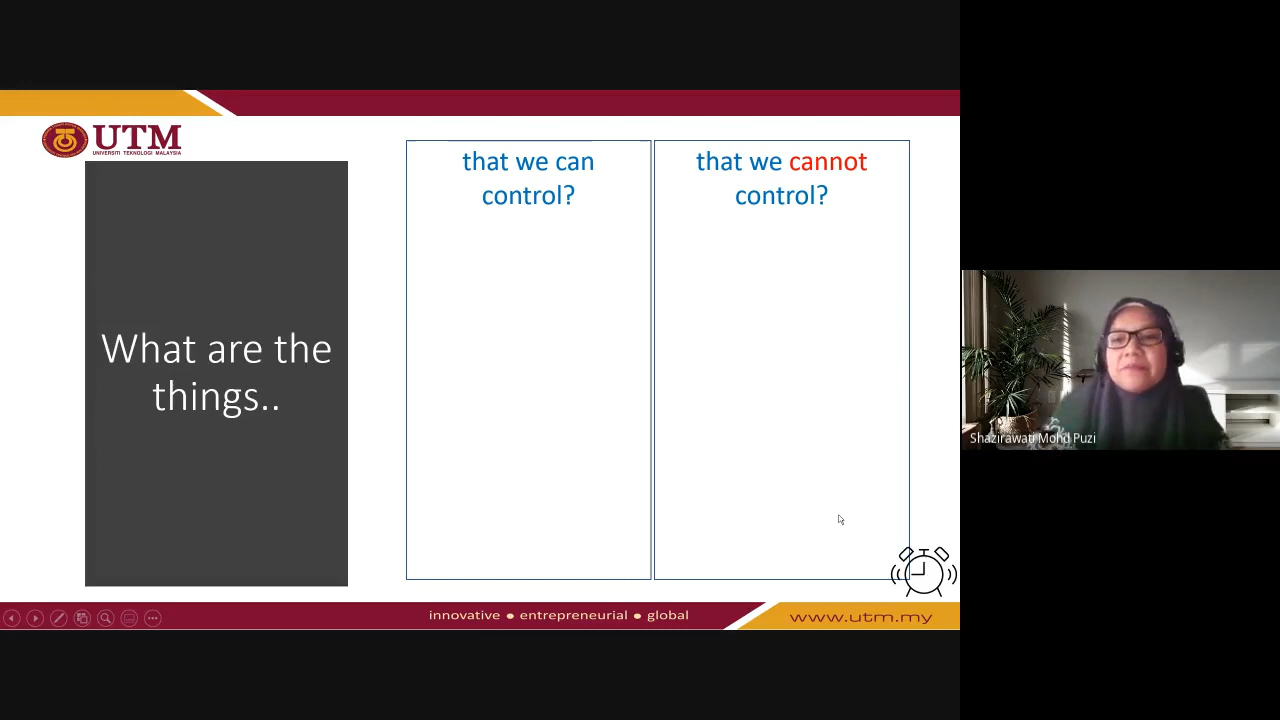 UTM
UNIVERSITI TEKNOLOGI MALAYSIA
What are the
things..
that we can
control?
that we cannot
control?
Shazirawati Mohd Puzi
innovative ● entrepreneurial ● global
www.utm.my